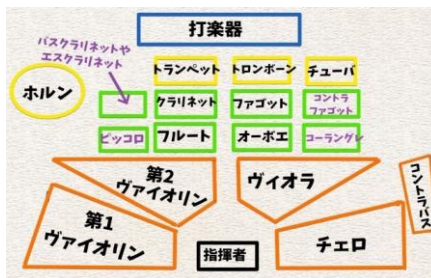 打楽器
バスクラリネットや
エスクラリネット
トランペット
トロンボーン
チューバ
ホルン
クラリネット
ファゴット
コントラ
ファゴット
ピッコロ
フルート
オーボエ
コーラングレ
第2
ヴァイオリン
ヴィオラ
コントラバス
第1
ヴァイオリン
指揮者
チェロ